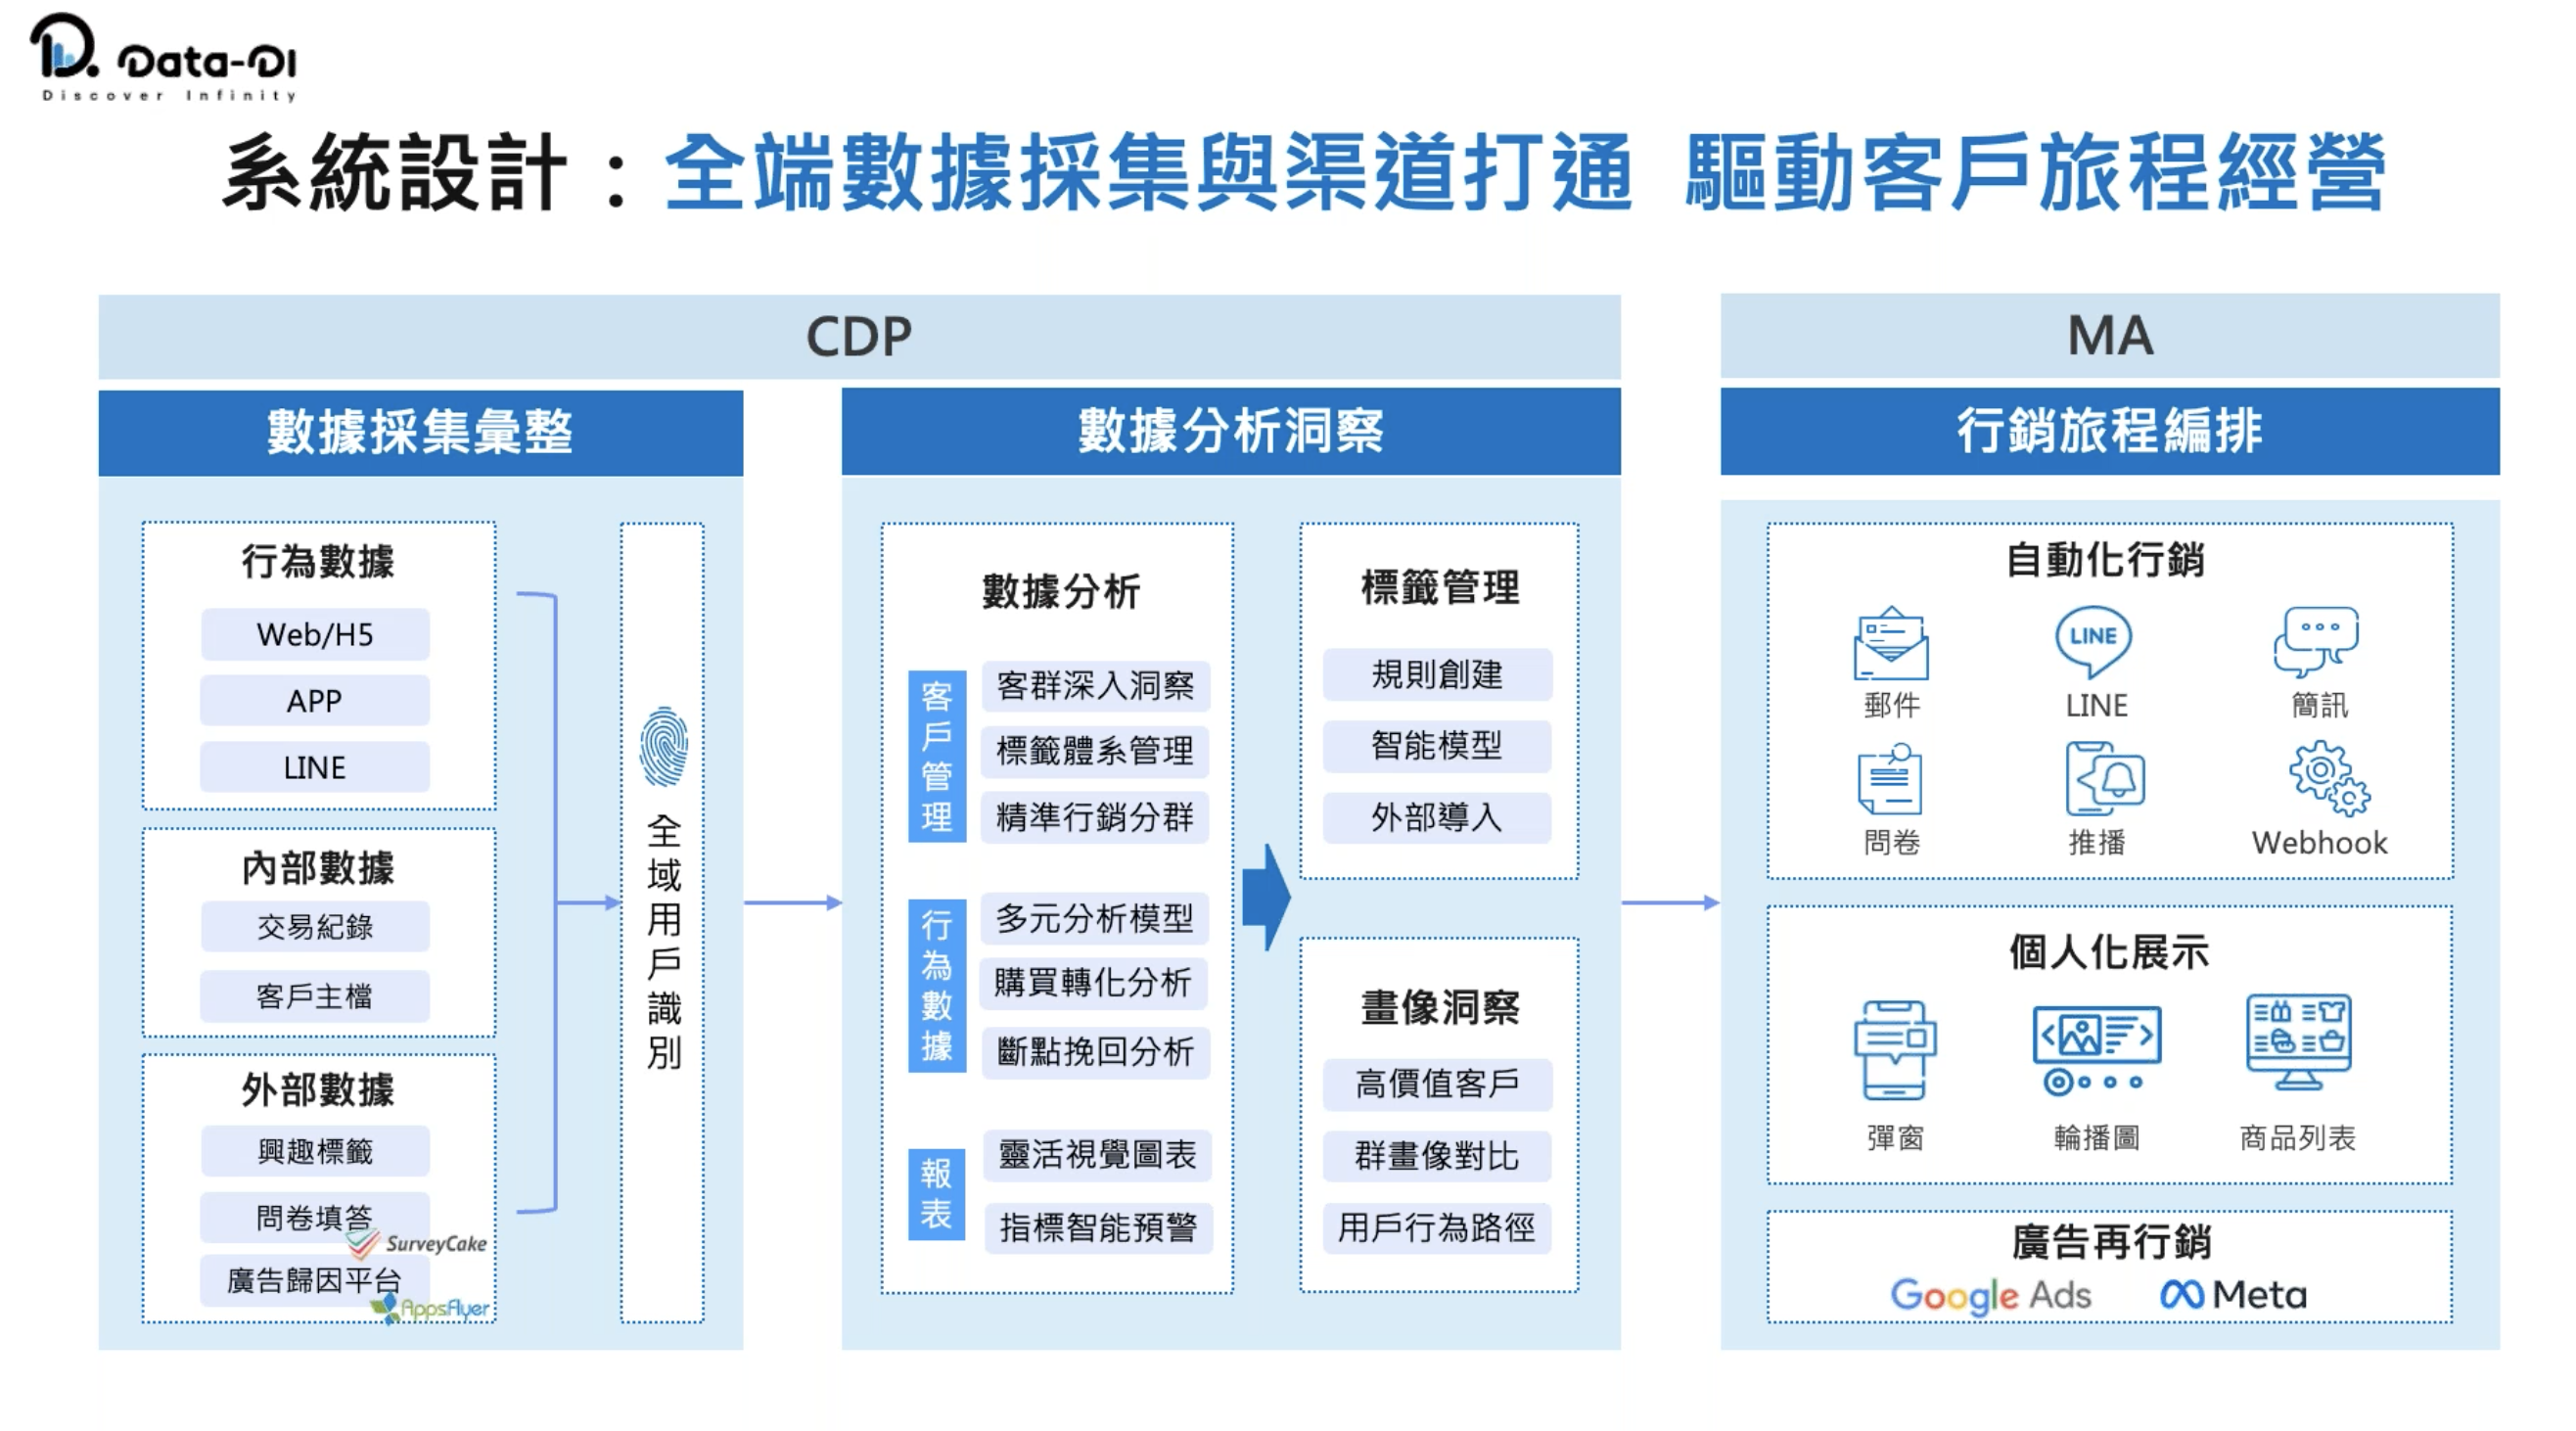 Data-DI
Discover Infinity
系統設計：全端數據採集與渠道打通 驅動客戶旅程經營
CDP
MA
數據採集彙整
數據分析洞察
行銷旅程編排
行為數據
Web/H5
APP
LINE
內部數據
交易紀錄
客戶主檔
外部數據
興趣標籤
問卷填答
SurveyCake
廣告歸因平台
AppsFlyer
全域用戶識別
數據分析
客戶管理
客群深入洞察
標籤體系管理
精準行銷分群
行為數據
多元分析模型
購買轉化分析
斷點挽回分析
報表
靈活視覺圖表
指標智能預警
標籤管理
規則創建
智能模型
外部導入
畫像洞察
高價值客戶
群畫像對比
用戶行為路徑
自動化行銷
LINE
郵件
LINE
簡訊
問卷
推播
Webhook
個人化展示
彈窗
輪播圖
商品列表
廣告再行銷
Google Ads
Meta